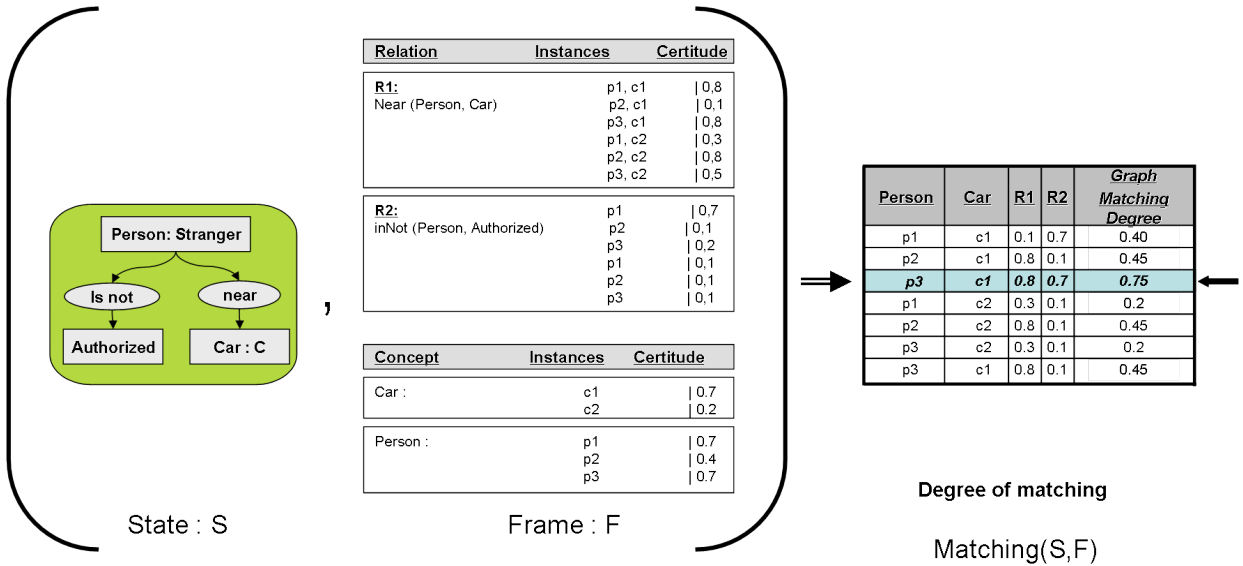 Person: Stranger
Is not
near
Authorized
Car : C
State : S
,
Relation Instances Certitude
R1: p1, c1 | 0,8
Near (Person, Car) p2, c1 | 0,1
p3, c1 | 0,8
p1, c2 | 0,3
p2, c2 | 0,8
p3, c2 | 0,5
R2: p1 | 0,7
inNot (Person, Authorized) p2 | 0,1
p3 | 0,2
p1 | 0,1
p2 | 0,1
p3 | 0,1
Concept Instances Certitude
Car : c1 | 0.7
c2 | 0.2
Person : p1 | 0.7
p2 | 0.4
p3 | 0.7
Frame : F
Person Car R1 R2 Graph
Matching
Degree
p1 c1 0.1 0.7 0.40
p2 c1 0.8 0.1 0.45
p3 c1 0.8 0.7 0.75
p1 c2 0.3 0.1 0.2
p2 c2 0.8 0.1 0.45
p3 c2 0.3 0.1 0.2
p3 c1 0.8 0.1 0.45
Degree of matching
Matching(S,F)